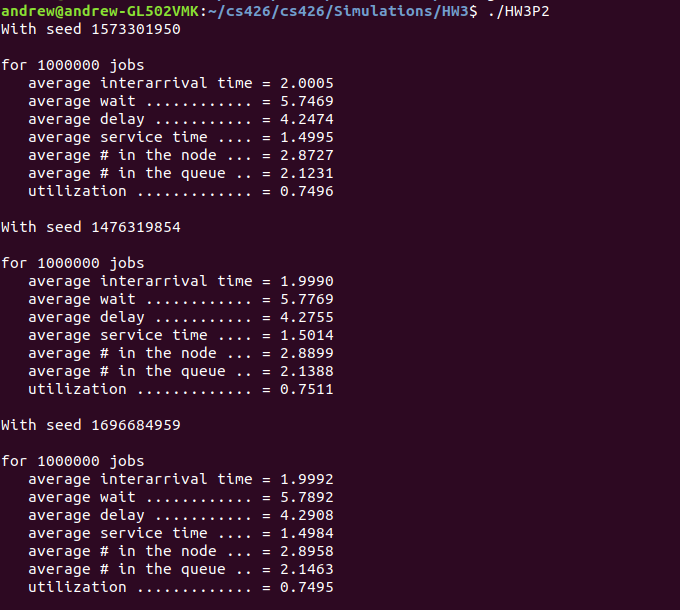 andrew@andrew-GL502VMK:~/cs426/cs426/Simulations/HW3$ ./HW3P2
With seed 1573301950
for 1000000 jobs
average interarrival time = 2.0005
average wait ............ = 5.7469
average delay ........... = 4.2474
average service time .... = 1.4995
average # in the node ... = 2.8727
average # in the queue .. = 2.1231
utilization ............. = 0.7496
With seed 1476319854
for 1000000 jobs
average interarrival time = 1.9990
average wait ............ = 5.7769
average delay ........... = 4.2755
average service time .... = 1.5014
average # in the node ... = 2.8899
average # in the queue .. = 2.1388
utilization ............. = 0.7511
With seed 1696684959
for 1000000 jobs
average interarrival time = 1.9992
average wait ............ = 5.7892
average delay ........... = 4.2908
average service time .... = 1.4984
average # in the node ... = 2.8958
average # in the queue .. = 2.1463
utilization ............. = 0.7495